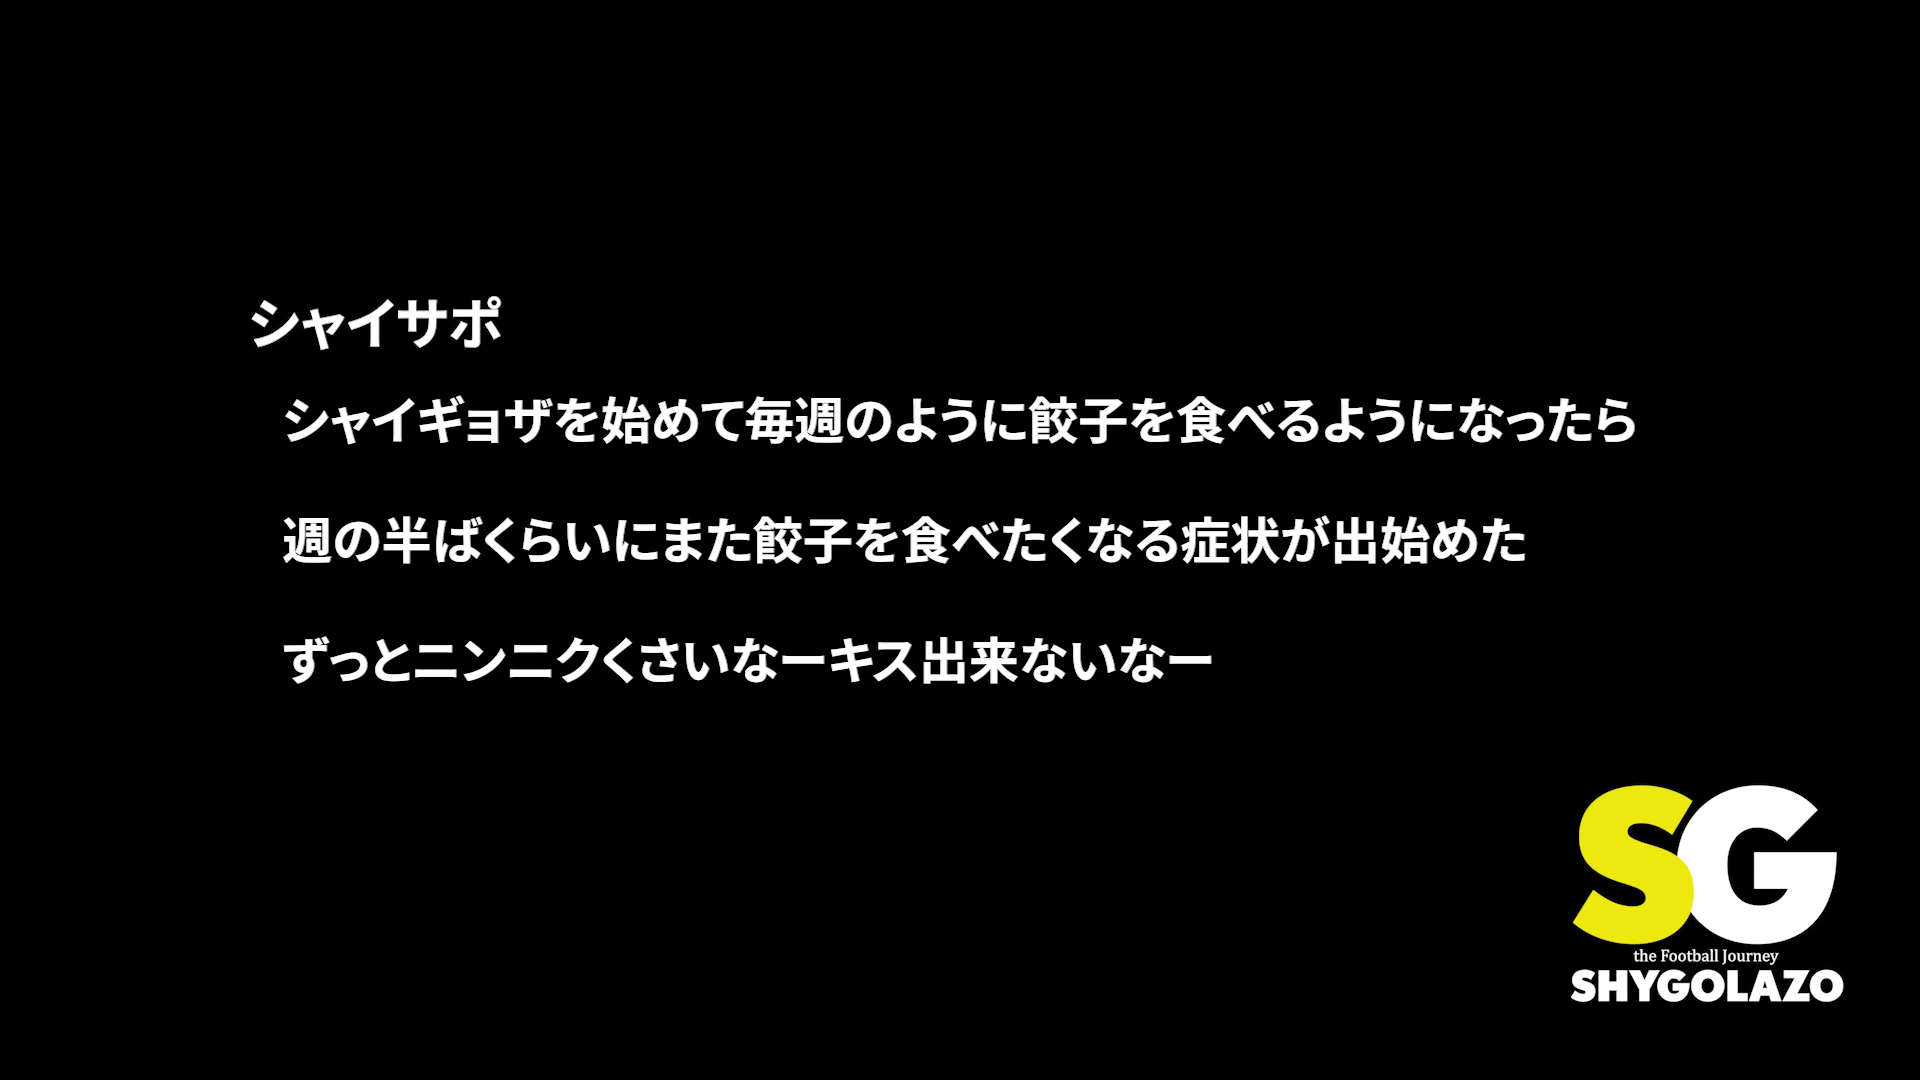 シャイサポ
シャイギョザを始めて毎週のように餃子を食べるようになったら
週の半ばくらいにまた餃子を食べたくなる症状が出始めた
ずっとニンニクくさいなーキス出来ないなー
SG
the Football Journey
SHYGOLAZO